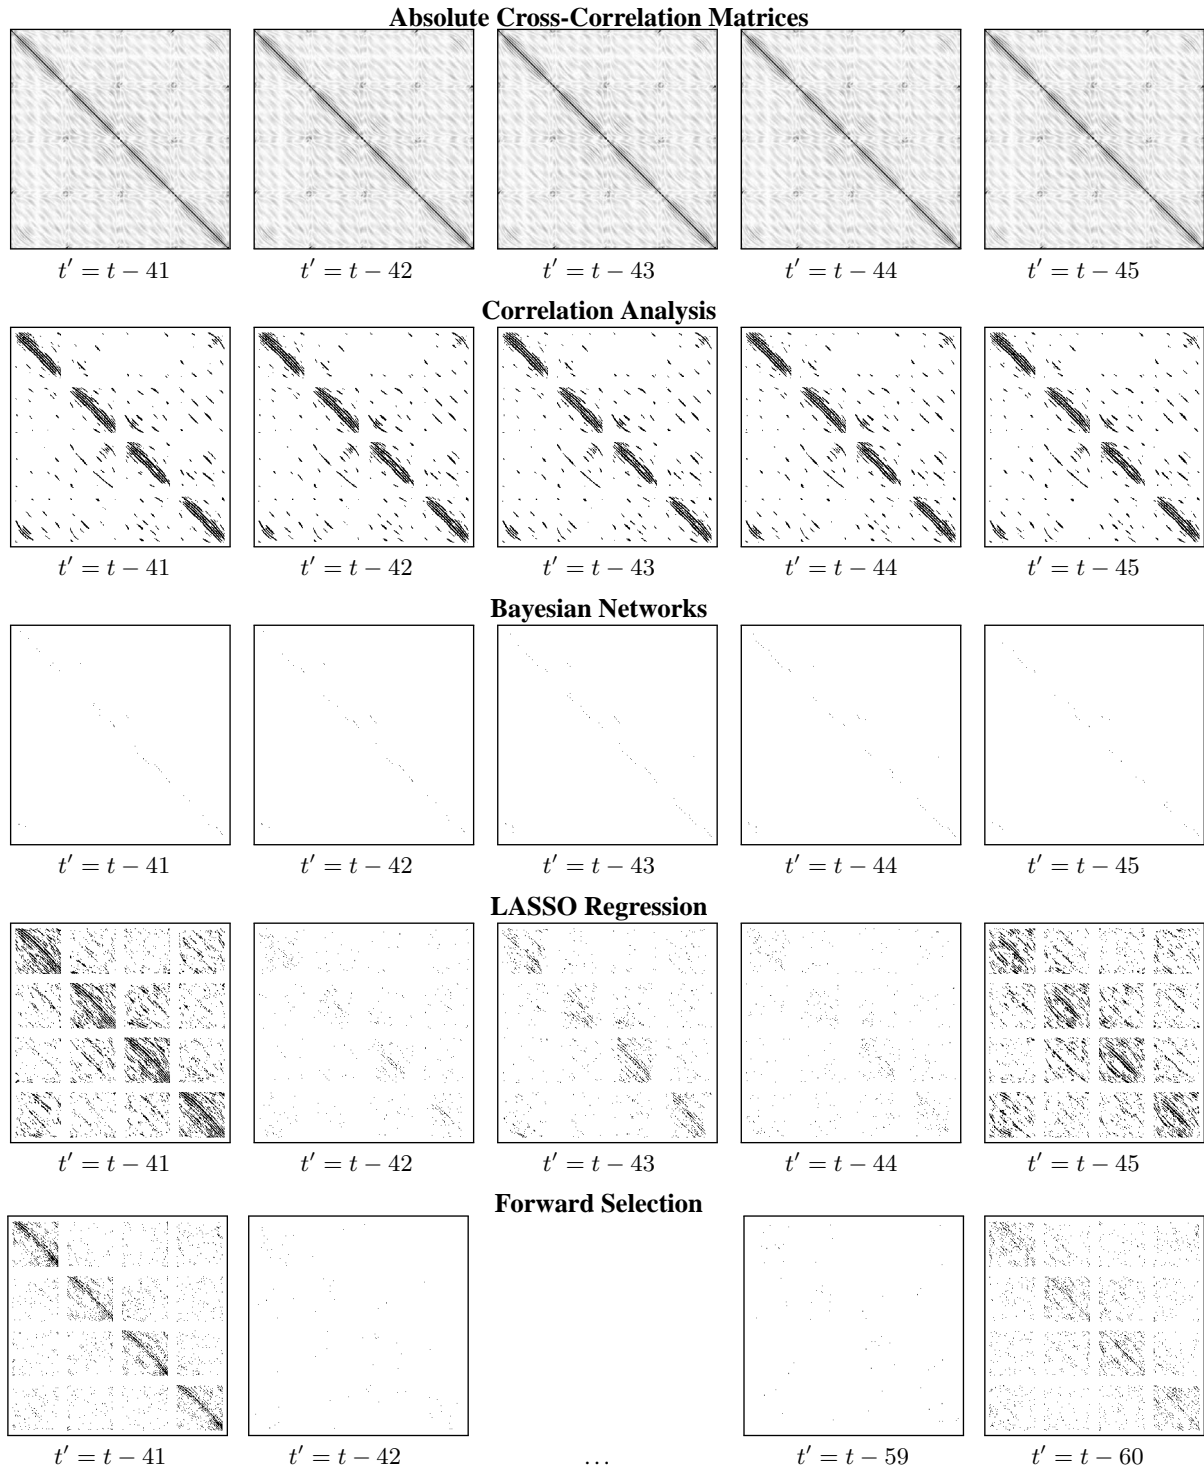 Absolute Cross-Correlation Matrices
t′ = t − 41 t′ = t − 42 t′ = t − 43 t′ = t − 44 t′ = t − 45
Correlation Analysis
t′ = t − 41 t′ = t − 42 t′ = t − 43 t′ = t − 44 t′ = t − 45
Bayesian Networks
t′ = t − 41 t′ = t − 42 t′ = t − 43 t′ = t − 44 t′ = t − 45
LASSO Regression
t′ = t − 41 t′ = t − 42 t′ = t − 43 t′ = t − 44 t′ = t − 45
Forward Selection
t′ = t − 41 t′ = t − 42 … t′ = t − 59 t′ = t − 60